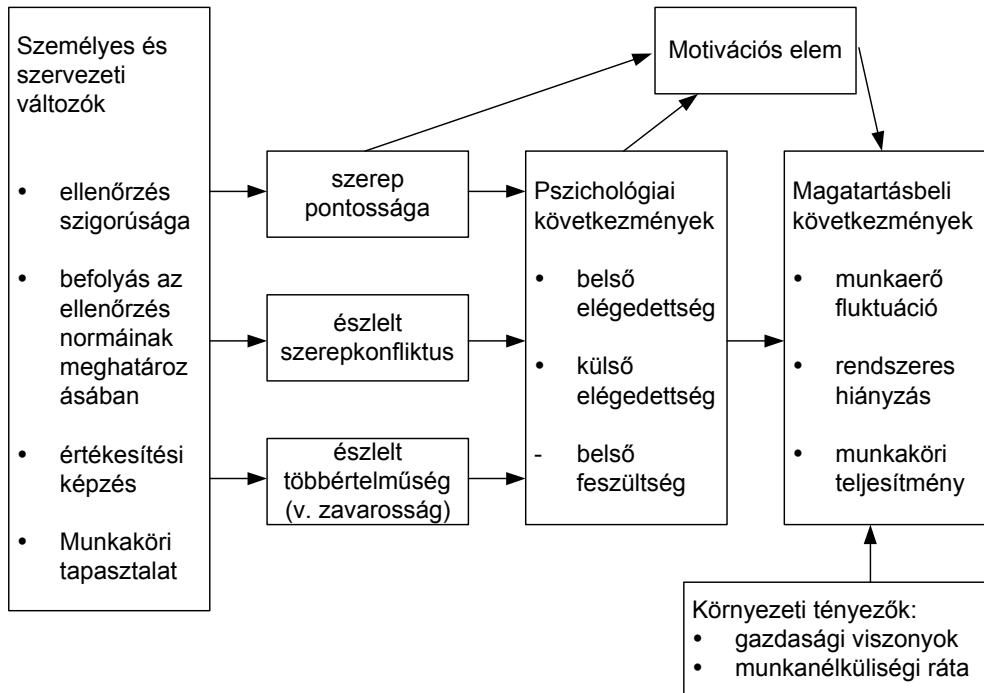 Személyes és
szervezeti
változók
• ellenőrzés
szigorúsága
• befolyás az
ellenőrzés
normáinak
meghatároz
ásában
• értékesítési
képzés
• Munkaköri
tapasztalat
szerep
pontossága
észlelt
szerepkonfliktus
észlelt
többértelműség
(v. zavarosság)
Motivációs elem
Pszichológiai
következmények
• belső
elégedettség
• külső
elégedettség
- belső
feszültség
Magatartásbeli
következmények
• munkaerő
fluktuáció
• rendszeres
hiányzás
• munkaköri
teljesítmény
Környezeti tényezők:
• gazdasági viszonyok
• munkanélküliségi ráta